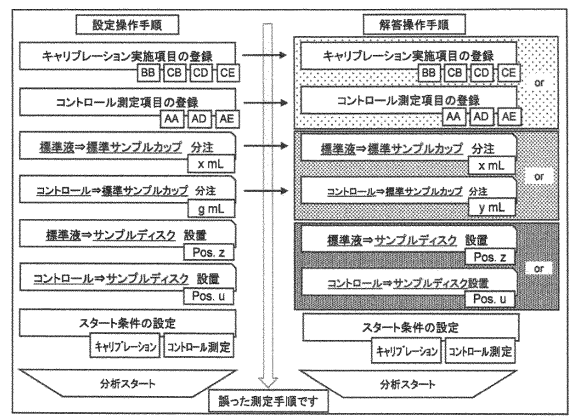 設定操作手順
キャリブレーション実施項目の登録
BB CB CD CE
コントロール測定項目の登録
AA AD AE
標準液⇒標準サンプルカップ 分注
x mL
コントロール⇒標準サンプルカップ 分注
g mL
標準液⇒サンプルディスク 設置
Pos. z
コントロール⇒サンプルディスク 設置
Pos. u
スタート条件の設定
キャリブレーション コントロール測定
分析スタート
解答操作手順
キャリブレーション実施項目の登録
BB CB CD CE
or
コントロール測定項目の登録
AA AD AE
標準液⇒標準サンプルカップ 分注
x mL
or
コントロール⇒標準サンプルカップ 分注
y mL
標準液⇒サンプルディスク 設置
Pos. z
or
コントロール⇒サンプルディスク設置
Pos. u
スタート条件の設定
キャリブレーション コントロール測定
分析スタート
誤った測定手順です